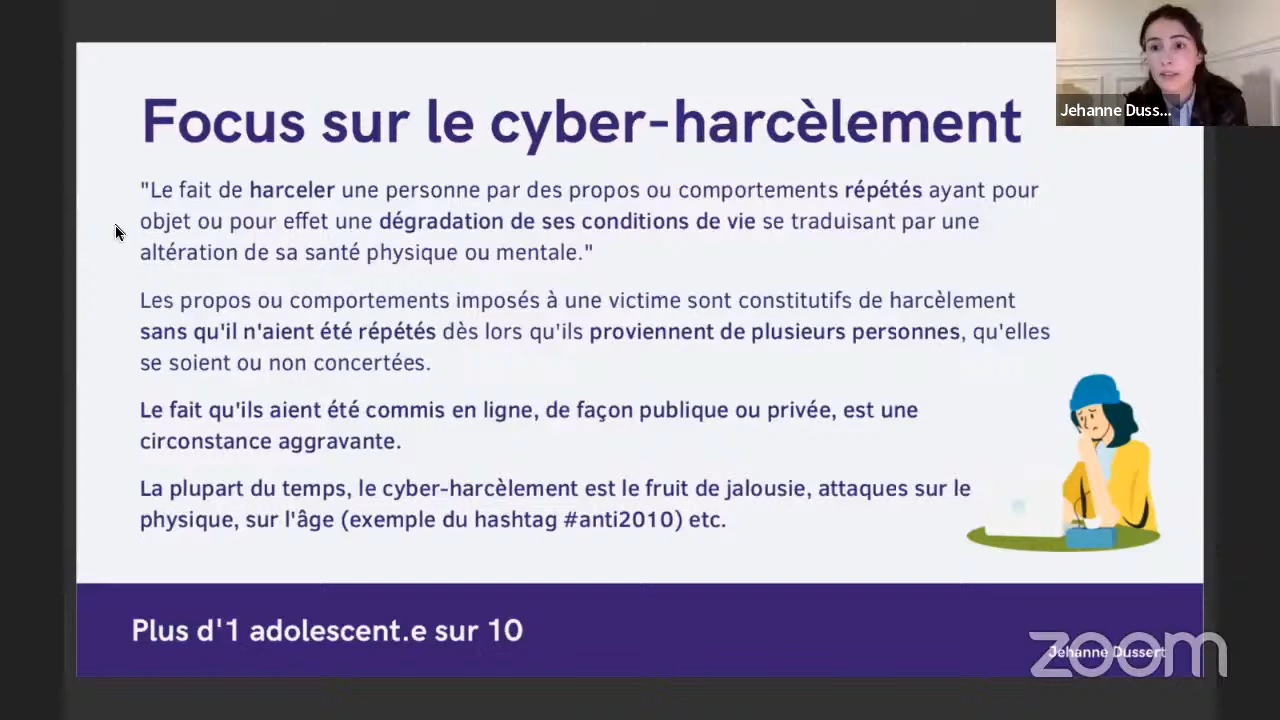 Focus sur le cyber-harcèlement
"Le fait de harceler une personne par des propos ou comportements répétés ayant pour
objet ou pour effet une dégradation de ses conditions de vie se traduisant par une
altération de sa santé physique ou mentale."
Les propos ou comportements imposés à une victime sont constitutifs de harcèlement
sans qu'il n'aient été répétés dès lors qu'ils proviennent de plusieurs personnes, qu'elles
se soient ou non concertées.
Le fait qu'ils aient été commis en ligne, de façon publique ou privée, est une
circonstance aggravante.
La plupart du temps, le cyber-harcèlement est le fruit de jalousie, attaques sur le
physique, sur l'âge (exemple du hashtag #anti2010) etc.
Plus d'1 adolescent.e sur 10
Jehanne Duss...
Jehanne Dussert
zoom